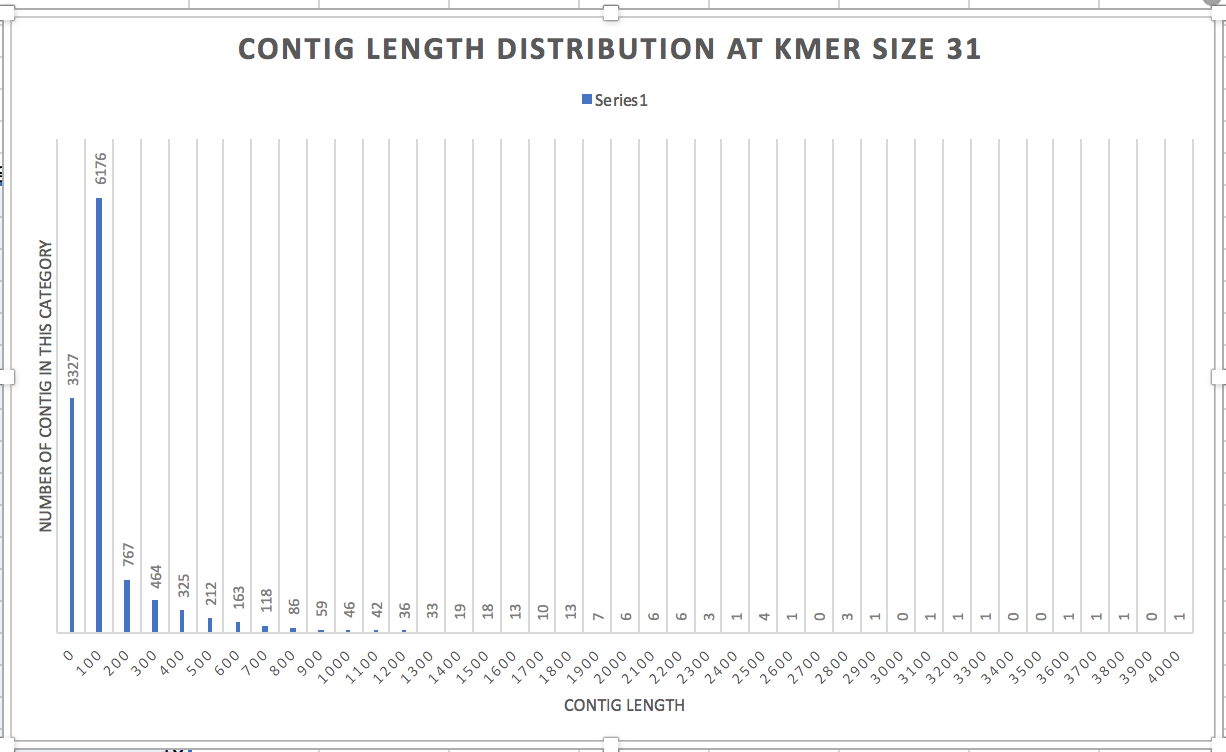 CONTIG LENGTH DISTRIBUTION AT KMER SIZE 31
Series1
NUMBER OF CONTIG IN THIS CATEGORY
3327 6176 767 464 325 212 163 118 86 59 46 42 36 33 19 18 13 10 13 7 6 6 6 3 1 4 1 0 3 1 0 1 1 1 0 0 1 1 1 0 1
0 100 200 300 400 500 600 700 800 900 1000 1100 1200 1300 1400 1500 1600 1700 1800 1900 2000 2100 2200 2300 2400 2500 2600 2700 2800 2900 3000 3100 3200 3300 3400 3500 3600 3700 3800 3900 4000
CONTIG LENGTH